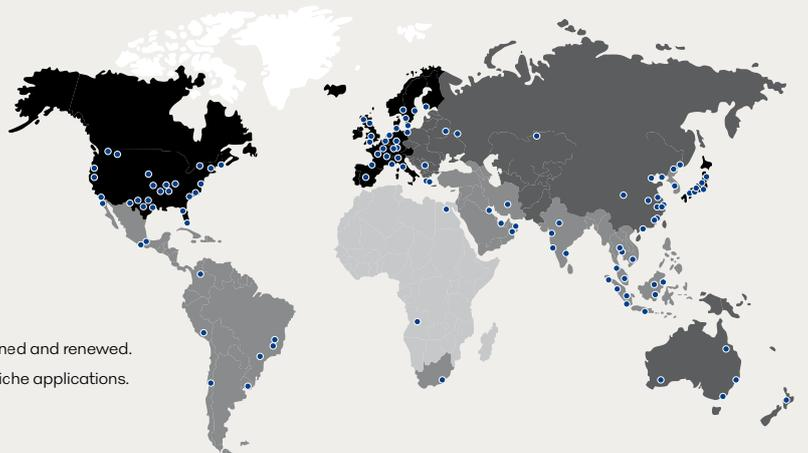 ned and renewed.
iche applications.